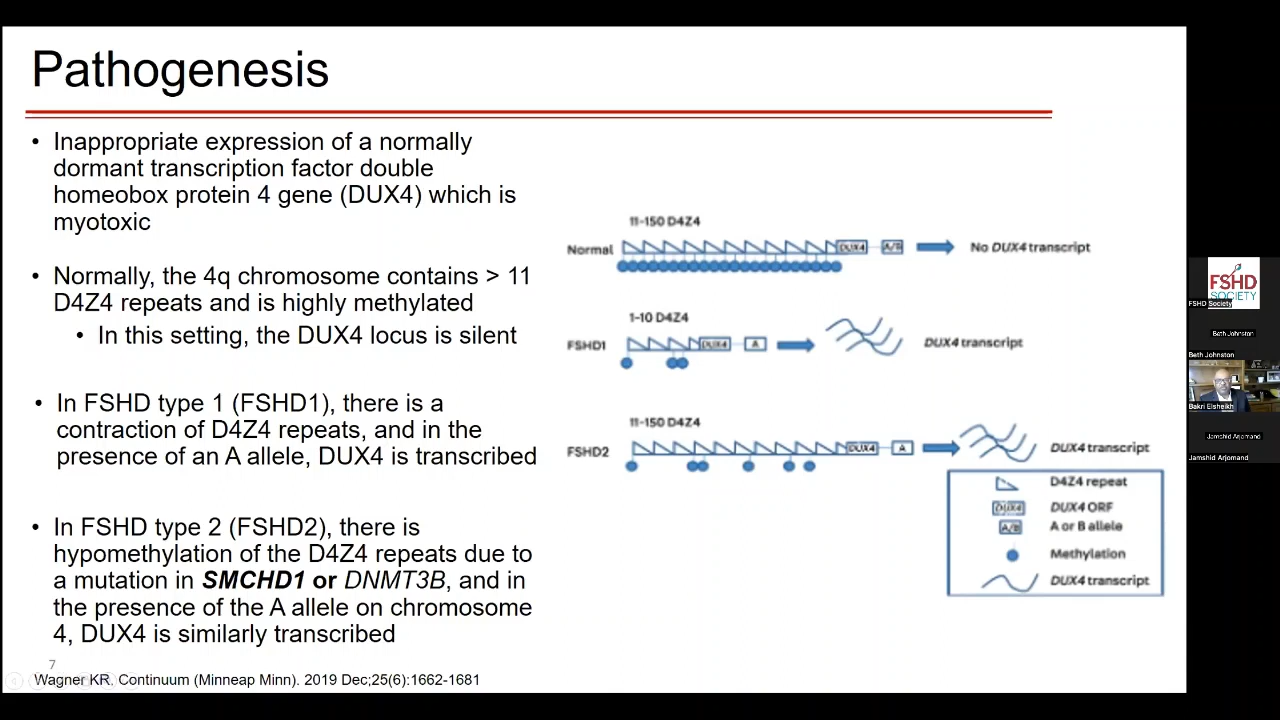 Pathogenesis
• Inappropriate expression of a normally
dormant transcription factor double
homeobox protein 4 gene (DUX4) which is
myotoxic
• Normally, the 4q chromosome contains > 11
D4Z4 repeats and is highly methylated
• In this setting, the DUX4 locus is silent
• In FSHD type 1 (FSHD1), there is a
contraction of D4Z4 repeats, and in the
presence of an A allele, DUX4 is transcribed
• In FSHD type 2 (FSHD2), there is
hypomethylation of the D4Z4 repeats due to
a mutation in SMCHD1 or DNMT3B, and in
the presence of the A allele on chromosome
4, DUX4 is similarly transcribed
7
Wagner KR. Continuum (Minneap Minn). 2019 Dec;25(6):1662-1681
11-150 D4Z4
Normal DUX4 A/B No DUX4 transcript
1-10 D4Z4
FSHD1 DUX4 A DUX4 transcript
11-150 D4Z4
FSHD2 DUX4 A DUX4 transcript
D4Z4 repeat
DUX4 DUX4 ORF
A/B A or B allele
Methylation
DUX4 transcript
FSHD
SOCIETY
FSHD Society
Beth Johnston
Beth Johnston
Bakri Elsheikh
Jamshid Arjomand
Jamshid Arjomand